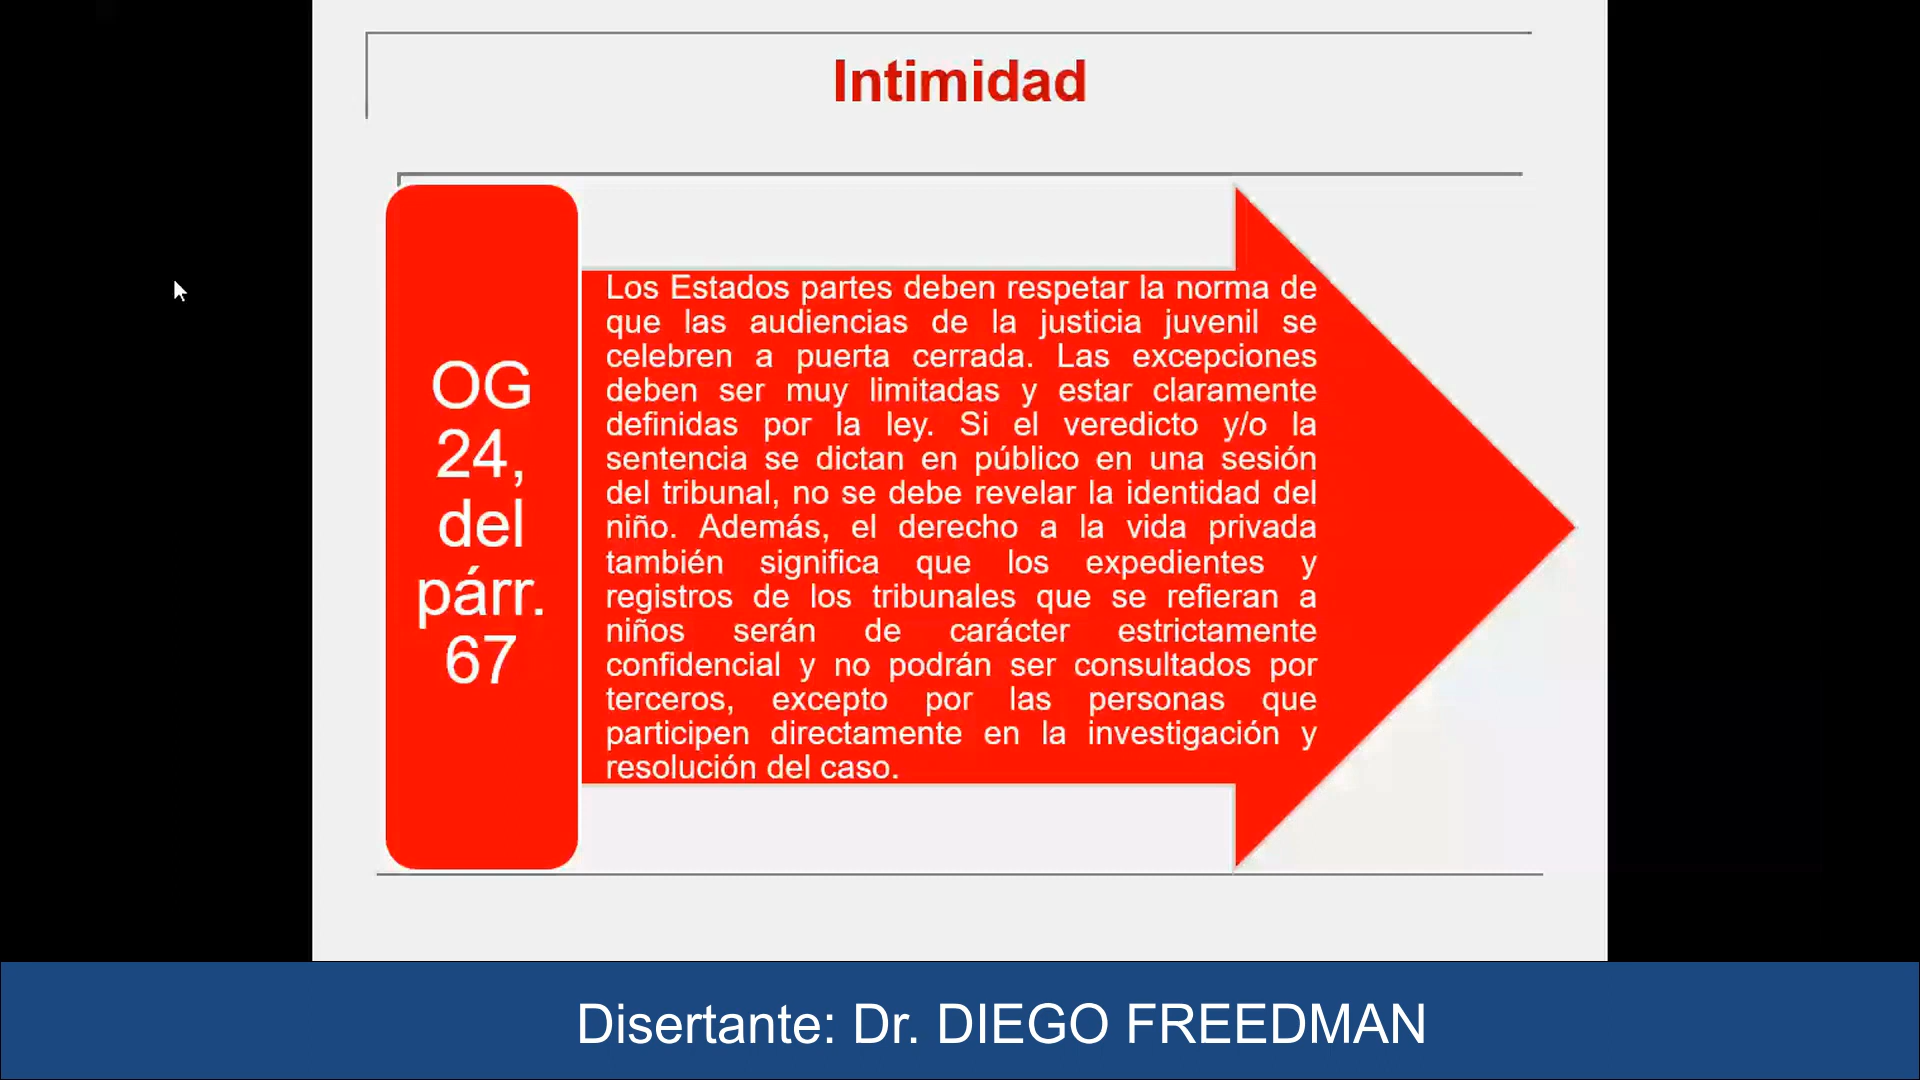 Intimidad
OG
24,
del
párr.
67
Los Estados partes deben respetar la norma de
que las audiencias de la justicia juvenil se
celebren a puerta cerrada. Las excepciones
deben ser muy limitadas y estar claramente
definidas por la ley. Si el veredicto y/o la
sentencia se dictan en público en una sesión
del tribunal, no se debe revelar la identidad del
niño. Además, el derecho a la vida privada
también significa que los expedientes y
registros de los tribunales que se refieran a
niños serán de carácter estrictamente
confidencial y no podrán ser consultados por
terceros, excepto por las personas que
participen directamente en la investigación y
resolución del caso.
Disertante: Dr. DIEGO FREEDMAN